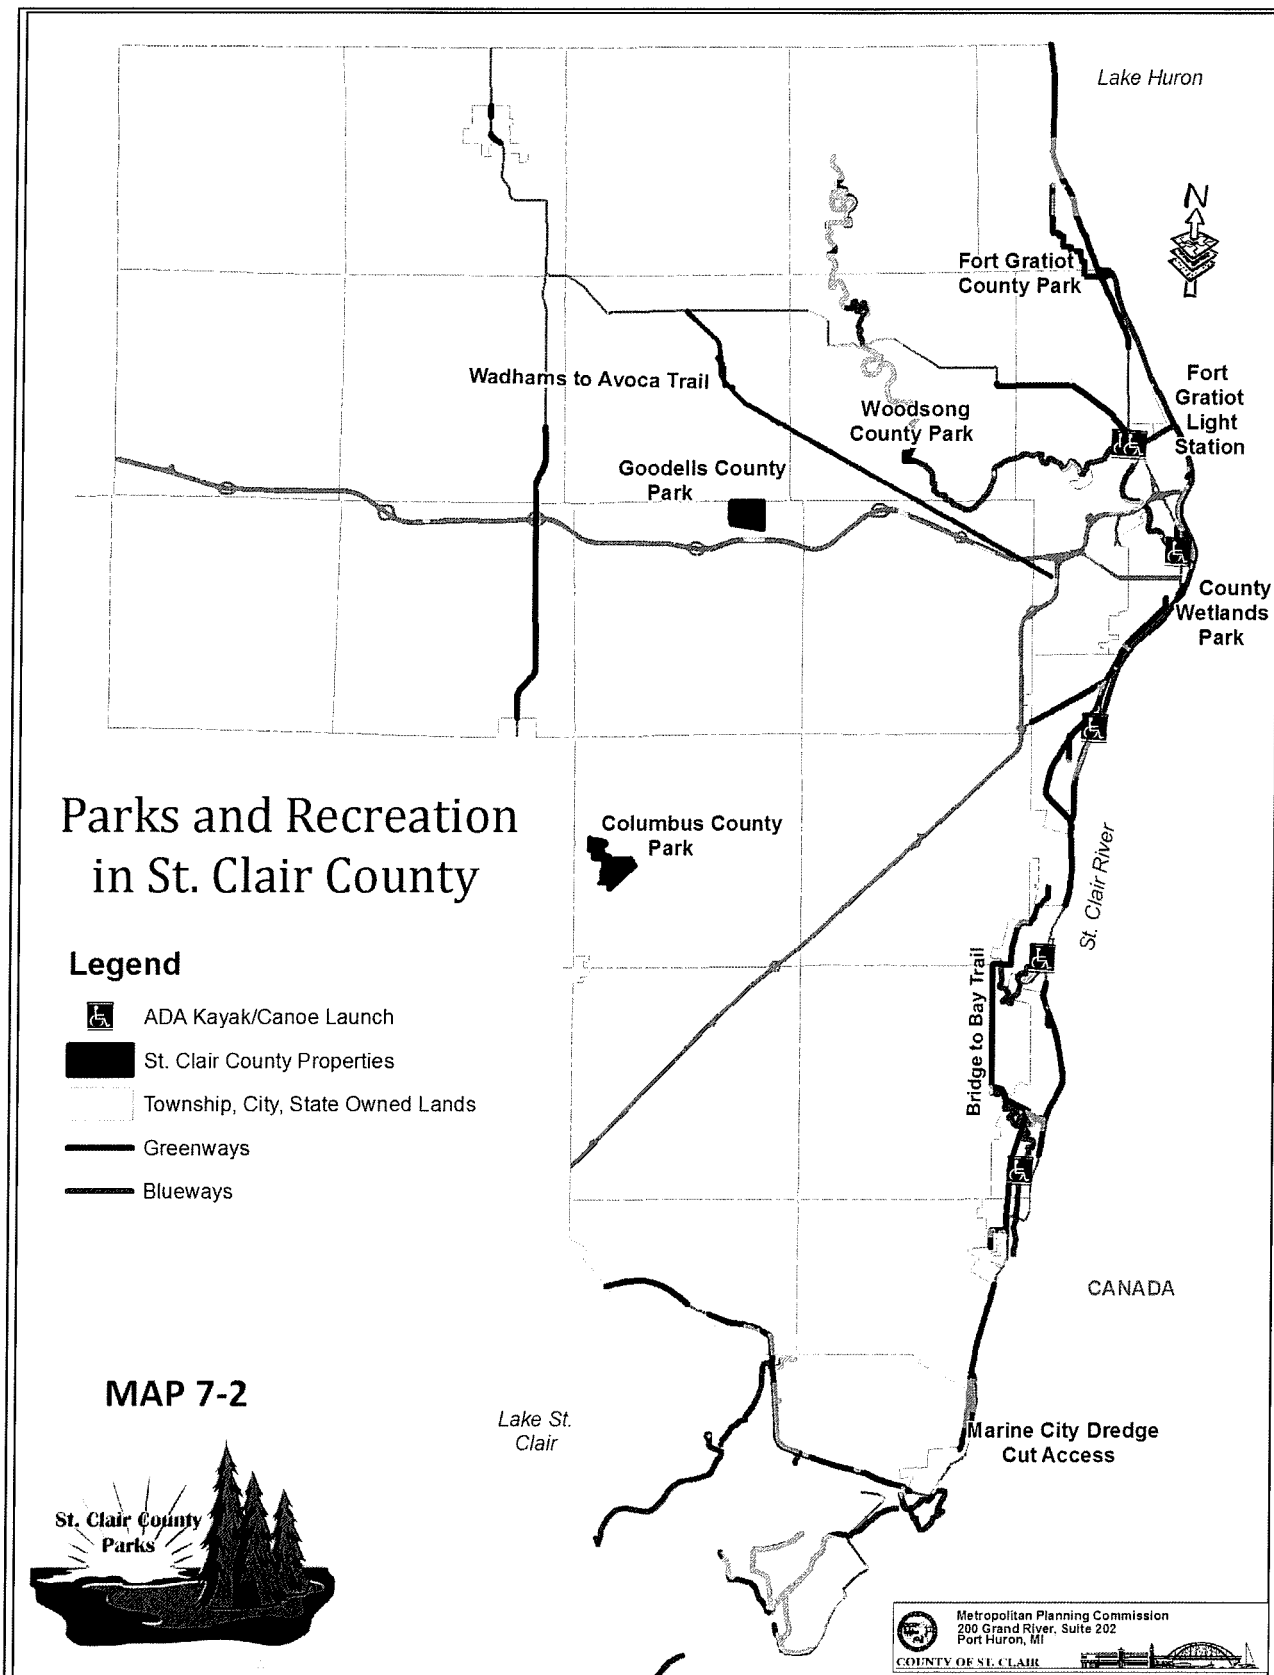 Lake Huron
N
Fort Gratiot
County Park
Wadhams to Avoca Trail
Fort
Gratiot
Light
Station
Woodsong
County Park
Goodells County
Park
County
Wetlands
Park
Parks and Recreation
in St. Clair County
Columbus County
Park
St. Clair River
Bridge to Bay Trail
Legend
ADA Kayak/Canoe Launch
St. Clair County Properties
Township, City, State Owned Lands
Greenways
Blueways
CANADA
MAP 7-2
Lake St.
Clair
Marine City Dredge
Cut Access
St. Clair County
Parks
Metropolitan Planning Commission
200 Grand River, Suite 202
Port Huron, MI
COUNTY OF ST. CLAIR